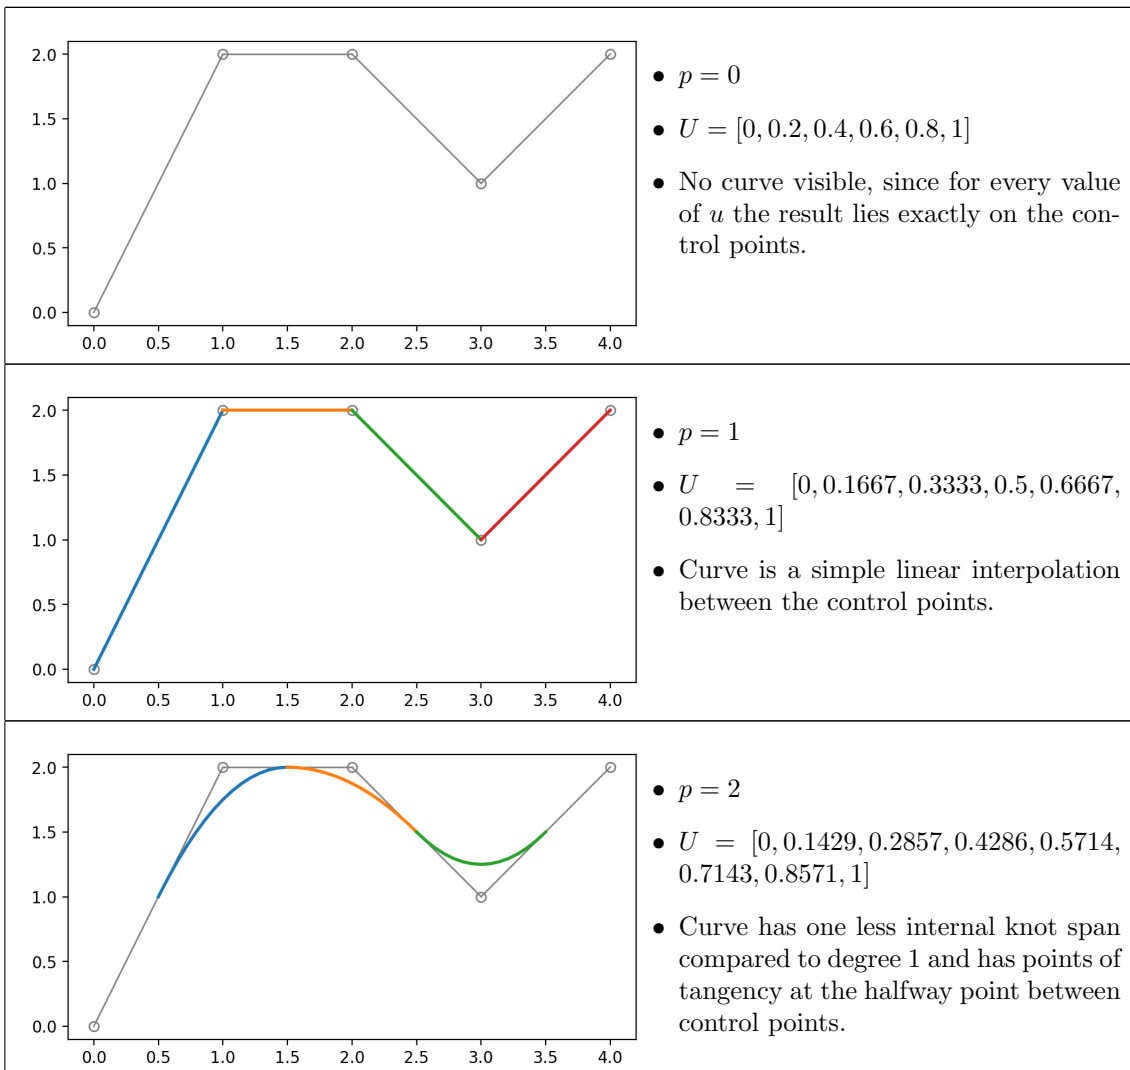 2.0
1.5
1.0
0.5
0.0
0.0 0.5 1.0 1.5 2.0 2.5 3.0 3.5 4.0
• p = 0
• U = [0, 0.2, 0.4, 0.6, 0.8, 1]
• No curve visible, since for every value
of u the result lies exactly on the con-
trol points.
2.0
1.5
1.0
0.5
0.0
0.0 0.5 1.0 1.5 2.0 2.5 3.0 3.5 4.0
• p = 1
• U = [0, 0.1667, 0.3333, 0.5, 0.6667,
0.8333, 1]
• Curve is a simple linear interpolation
between the control points.
2.0
1.5
1.0
0.5
0.0
0.0 0.5 1.0 1.5 2.0 2.5 3.0 3.5 4.0
• p = 2
• U = [0, 0.1429, 0.2857, 0.4286, 0.5714,
0.7143, 0.8571, 1]
• Curve has one less internal knot span
compared to degree 1 and has points of
tangency at the halfway point between
control points.